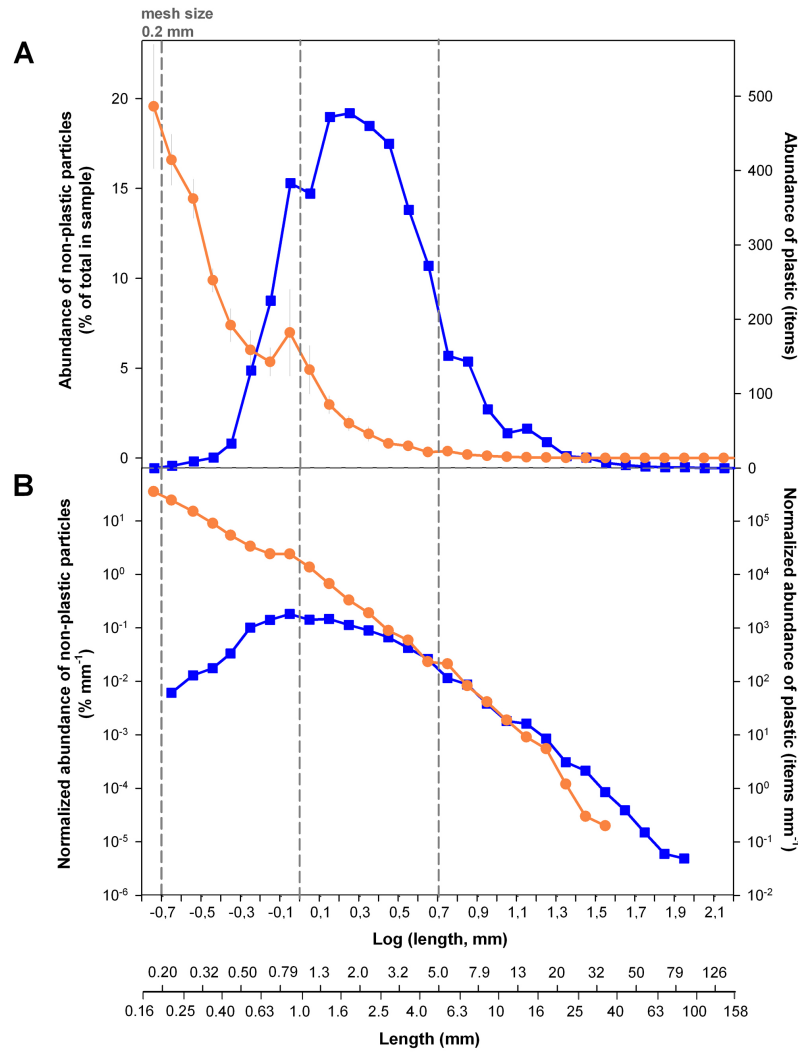 mesh size
0.2 mm
A
Abundance of non-plastic particles
(% of total in sample)
20
15
10
5
0
500
400
300
200
100
0
Abundance
of plastic (items)
B
Normalized abundance of non-plastic particles
(% mm-1)
10¹
10⁰
10-1
10-2
10-3
10-4
10-5
10-6
10⁵
10⁴
10³
10²
10¹
10⁰
10-1
10-2
Normalized abundance
of plastic (items mm-1)
-0,7 -0,5 -0,3 -0,1 0,1 0,3 0,5 0,7 0,9 1,1 1,3 1,5 1,7 1,9 2,1
Log (length, mm)
0.20 0.32 0.50 0.79 1.3 2.0 3.2 5.0 7.9 13 20 32 50 79 126
0.16 0.25 0.40 0.63 1.0 1.6 2.5 4.0 6.3 10 16 25 40 63 100 158
Length (mm)